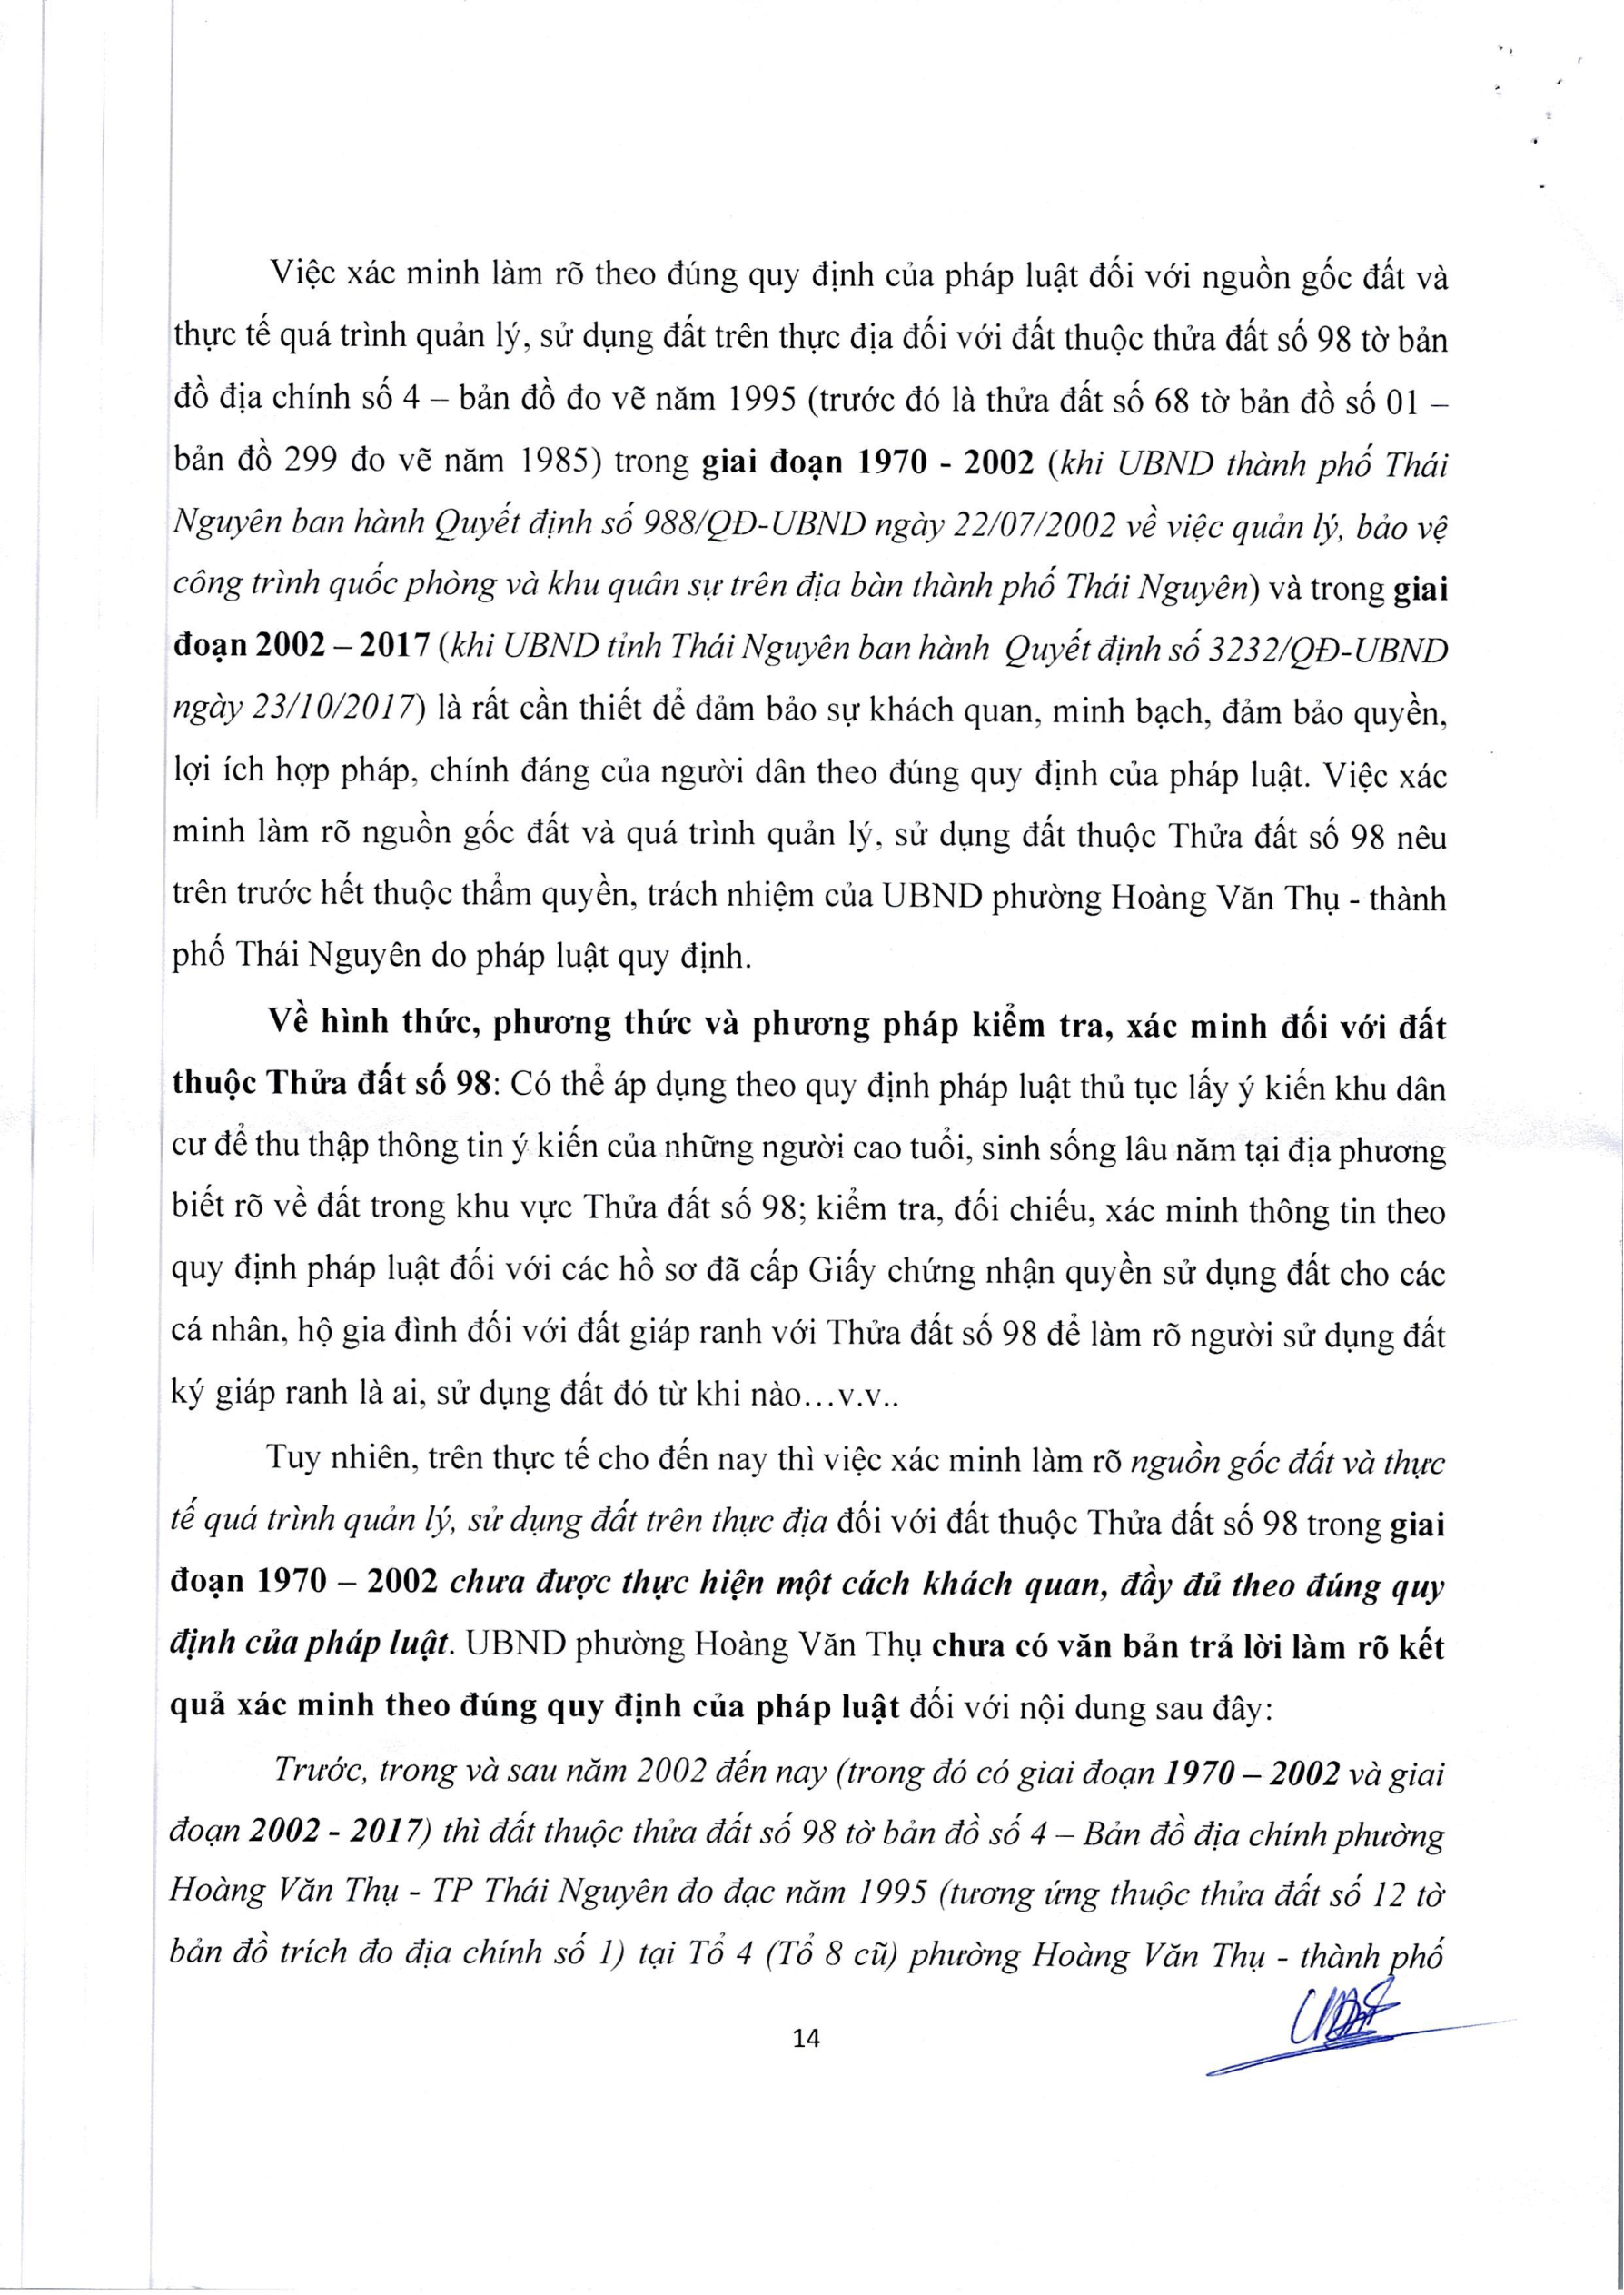 Việc xác minh làm rõ theo đúng quy định của pháp luật đối với nguồn gốc đất và
thực tế quá trình quản lý, sử dụng đất trên thực địa đối với đất thuộc thửa đất số 98 tờ bản
đồ địa chính số 4 – bản đồ đo vẽ năm 1995 (trước đó là thửa đất số 68 tờ bản đồ số 01 –
bản đồ 299 đo vẽ năm 1985) trong giai đoạn 1970 - 2002 (khi UBND thành phố Thái
Nguyên ban hành Quyết định số 988/QĐ-UBND ngày 22/07/2002 về việc quản lý, bảo vệ
công trình quốc phòng và khu quân sự trên địa bàn thành phố Thái Nguyên) và trong giai
đoạn 2002 – 2017 (khi UBND tỉnh Thái Nguyên ban hành Quyết định số 3232/QĐ-UBND
ngày 23/10/2017) là rất cần thiết để đảm bảo sự khách quan, minh bạch, đảm bảo quyền,
lợi ích hợp pháp, chính đáng của người dân theo đúng quy định của pháp luật. Việc xác
minh làm rõ nguồn gốc đất và quá trình quản lý, sử dụng đất thuộc Thửa đất số 98 nêu
trên trước hết thuộc thẩm quyền, trách nhiệm của UBND phường Hoàng Văn Thụ - thành
phố Thái Nguyên do pháp luật quy định.
Về hình thức, phương thức và phương pháp kiểm tra, xác minh đối với đất
thuộc Thửa đất số 98: Có thể áp dụng theo quy định pháp luật thủ tục lấy ý kiến khu dân
cư để thu thập thông tin ý kiến của những người cao tuổi, sinh sống lâu năm tại địa phương
biết rõ về đất trong khu vực Thửa đất số 98; kiểm tra, đối chiếu, xác minh thông tin theo
quy định pháp luật đối với các hồ sơ đã cấp Giấy chứng nhận quyền sử dụng đất cho các
cá nhân, hộ gia đình đối với đất giáp ranh với Thửa đất số 98 để làm rõ người sử dụng đất
ký giáp ranh là ai, sử dụng đất đó từ khi nào...v.v..
Tuy nhiên, trên thực tế cho đến nay thì việc xác minh làm rõ nguồn gốc đất và thực
tế quá trình quản lý, sử dụng đất trên thực địa đối với đất thuộc Thửa đất số 98 trong giai
đoạn 1970 – 2002 chưa được thực hiện một cách khách quan, đầy đủ theo đúng quy
định của pháp luật. UBND phường Hoàng Văn Thụ chưa có văn bản trả lời làm rõ kết
quả xác minh theo đúng quy định của pháp luật đối với nội dung sau đây:
Trước, trong và sau năm 2002 đến nay (trong đó có giai đoạn 1970 – 2002 và giai
đoạn 2002 - 2017) thì đất thuộc thửa đất số 98 tờ bản đồ số 4 – Bản đồ địa chính phường
Hoàng Văn Thụ - TP Thái Nguyên đo đạc năm 1995 (tương ứng thuộc thửa đất số 12 tờ
bản đồ trích đo địa chính số 1) tại Tổ 4 (Tổ 8 cũ) phường Hoàng Văn Thụ - thành phố
14